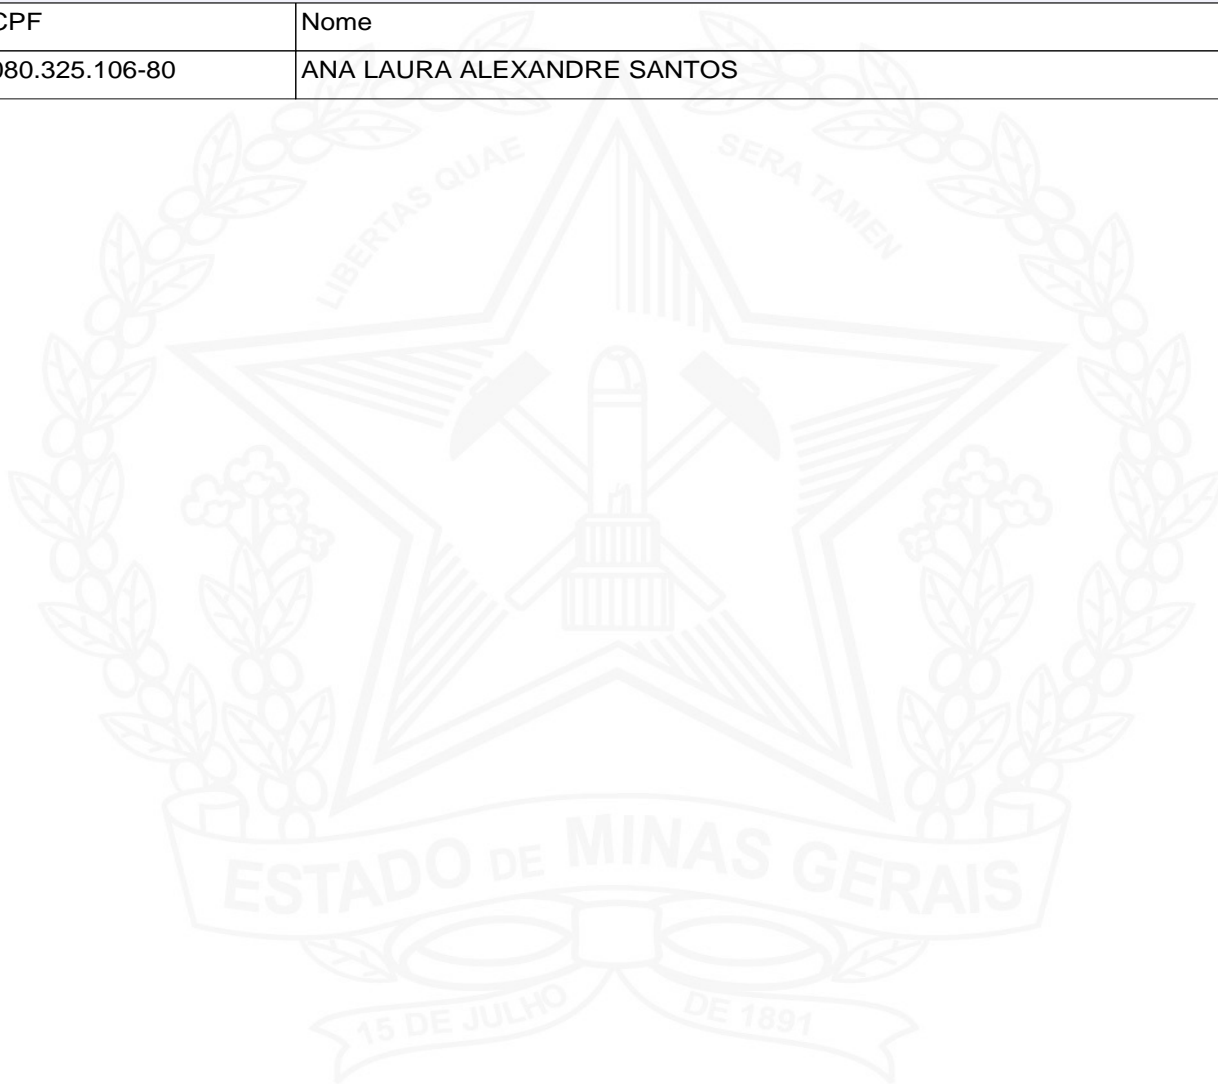 CPF Nome
080.325.106-80 ANA LAURA ALEXANDRE SANTOS
LIBERTAS QUAE SERA TAMEN
ESTADO DE MINAS GERAIS
15 DE JULHO DE 1891